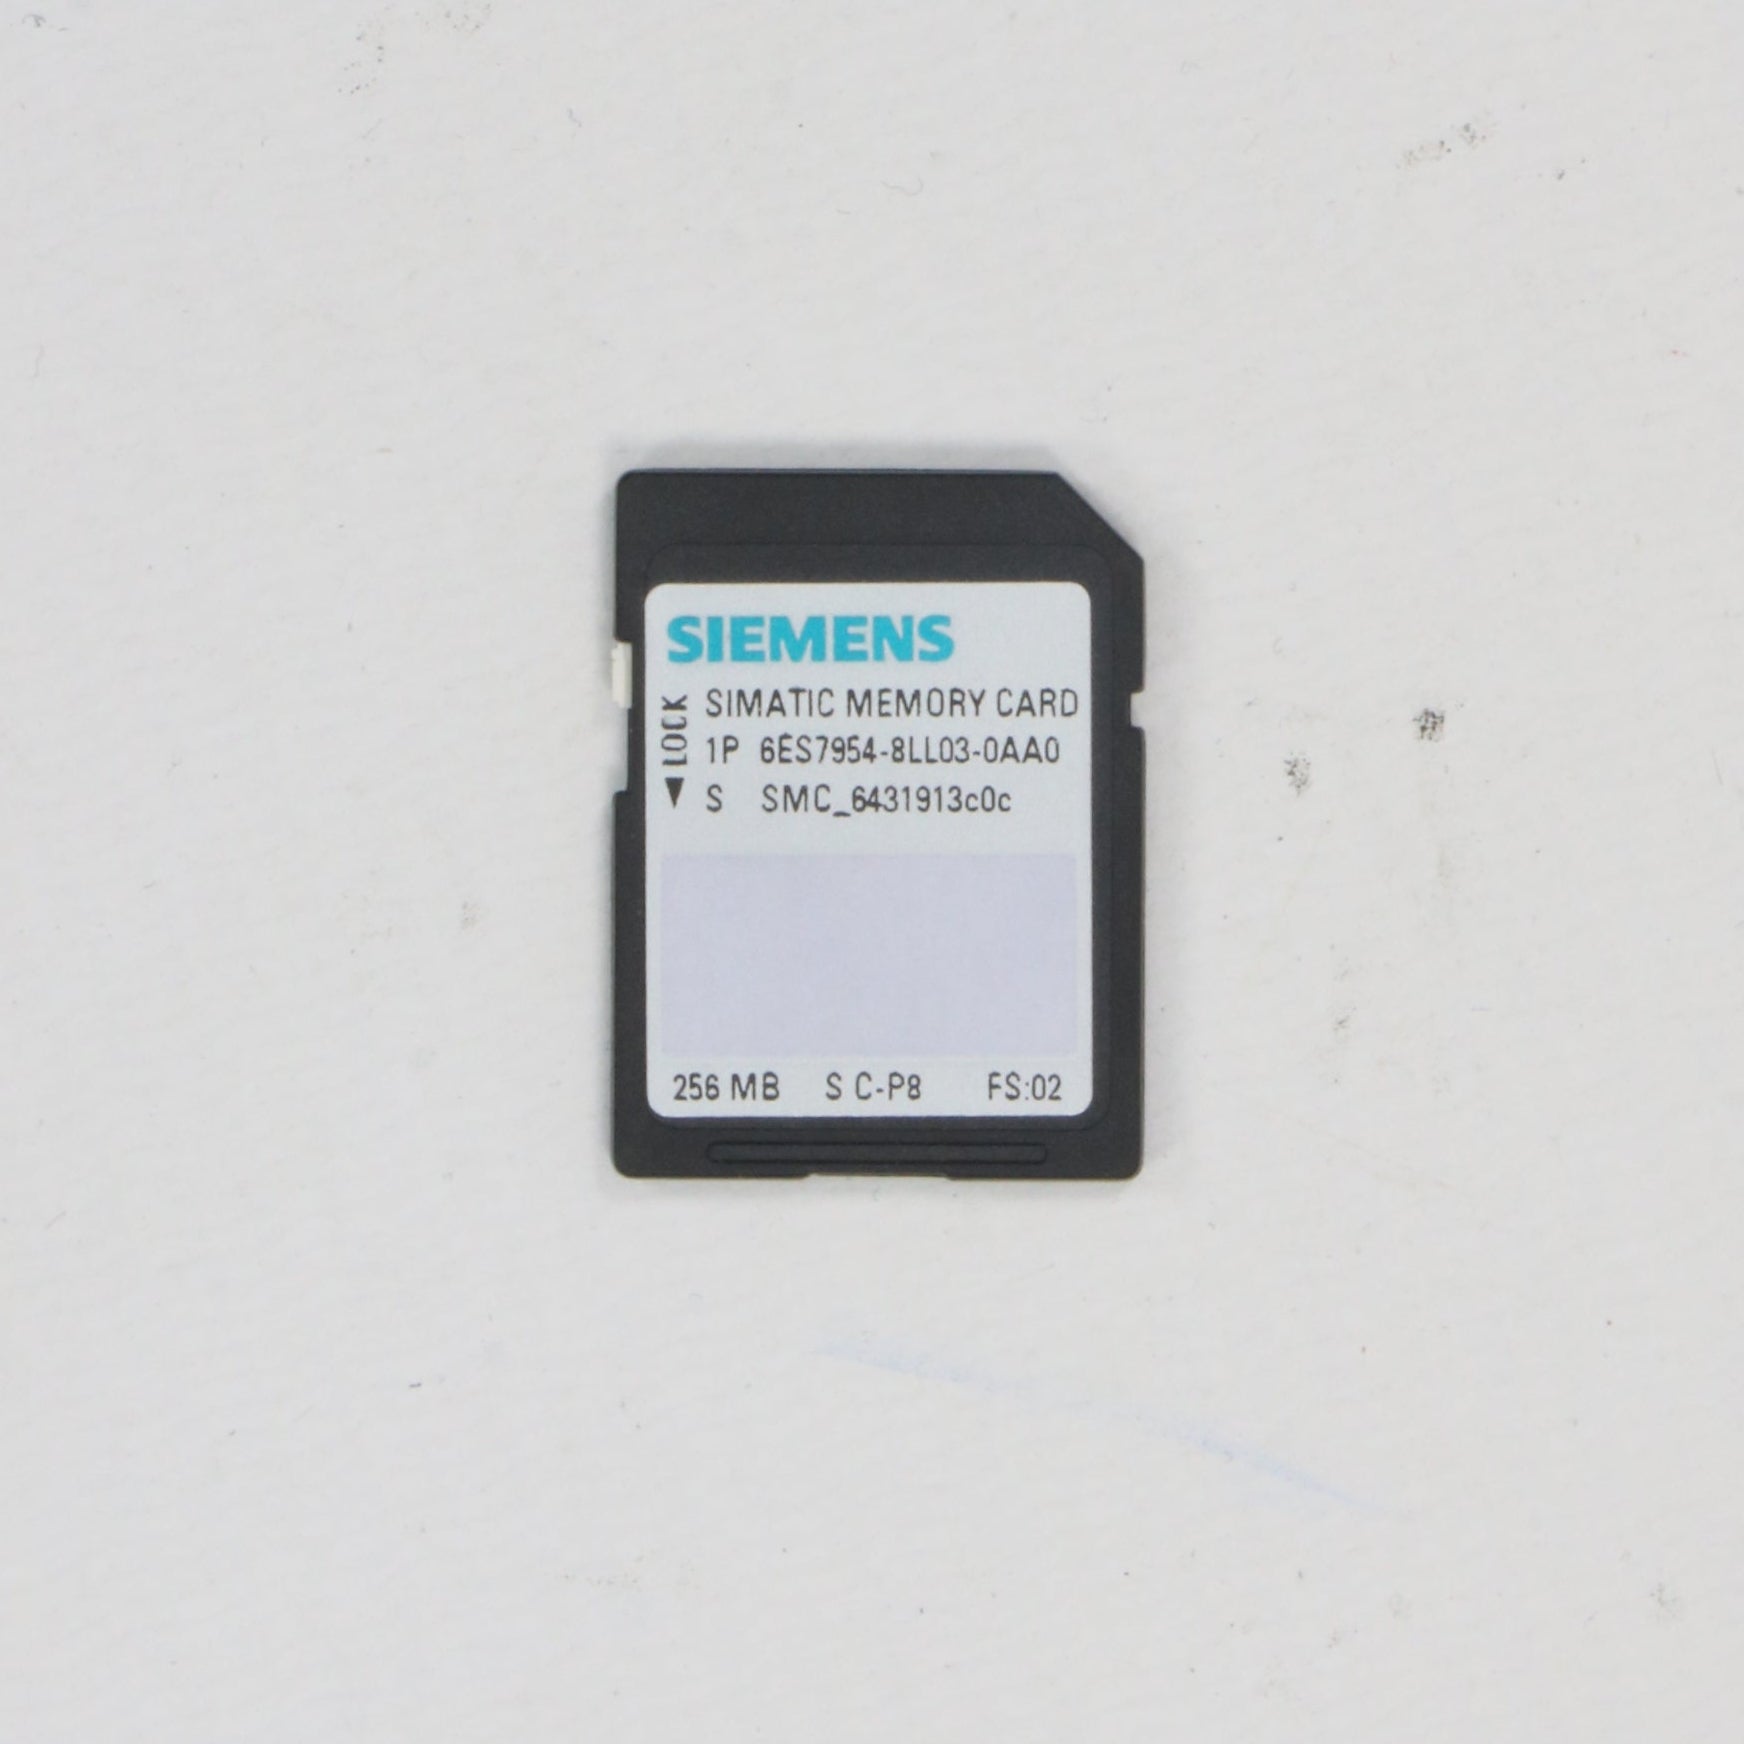 SIEMENS
SIMATIC MEMORY CARD
1P 6ES7954-8LL03-0AA0
S SMC_6431913c0c
LOCK
256 MB S C-P8 FS:02